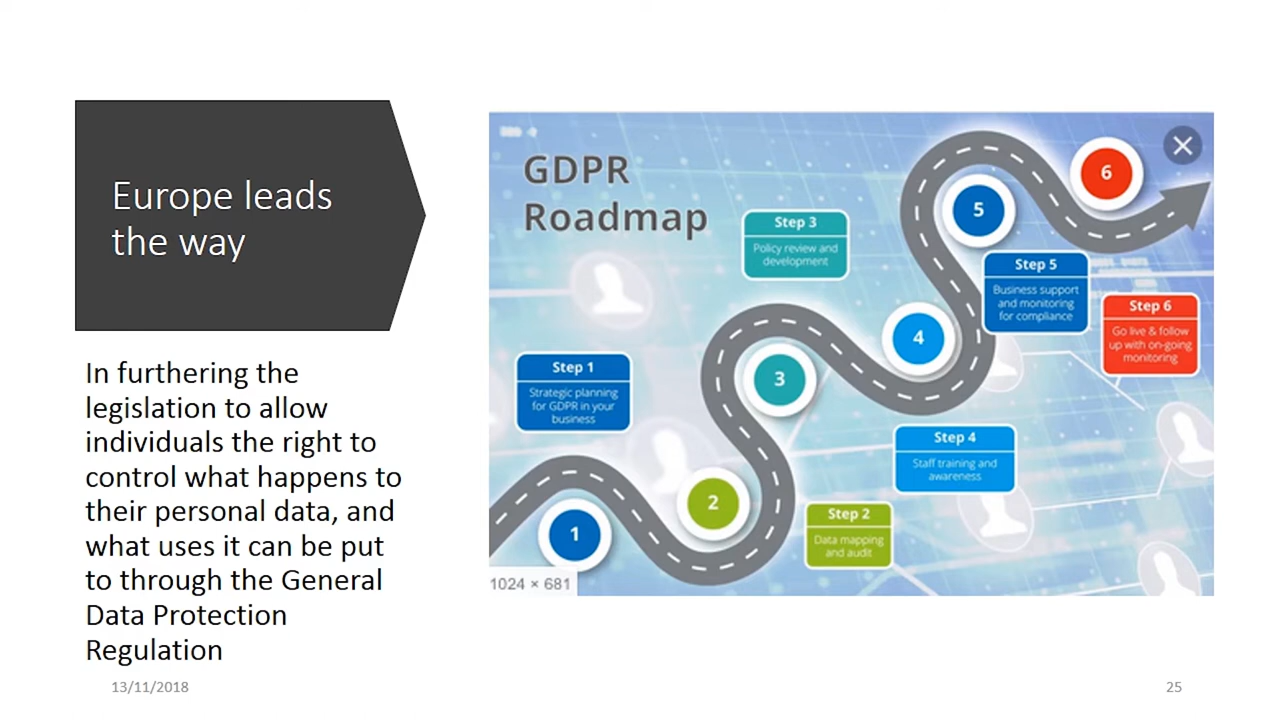 Europe leads
the way
In furthering the
legislation to allow
individuals the right to
control what happens to
their personal data, and
what uses it can be put
to through the General
Data Protection
Regulation
GDPR
Roadmap
Step 1
Strategic planning
for GDPR in your
business
Step 2
Data mapping
and audit
Step 3
Policy review and
development
Step 4
Staff training and
awareness
Step 5
Business support
and monitoring
for compliance
Step 6
Go live & follow
up with on-going
monitoring
1
2
3
4
5
6
1024 × 681
13/11/2018
25